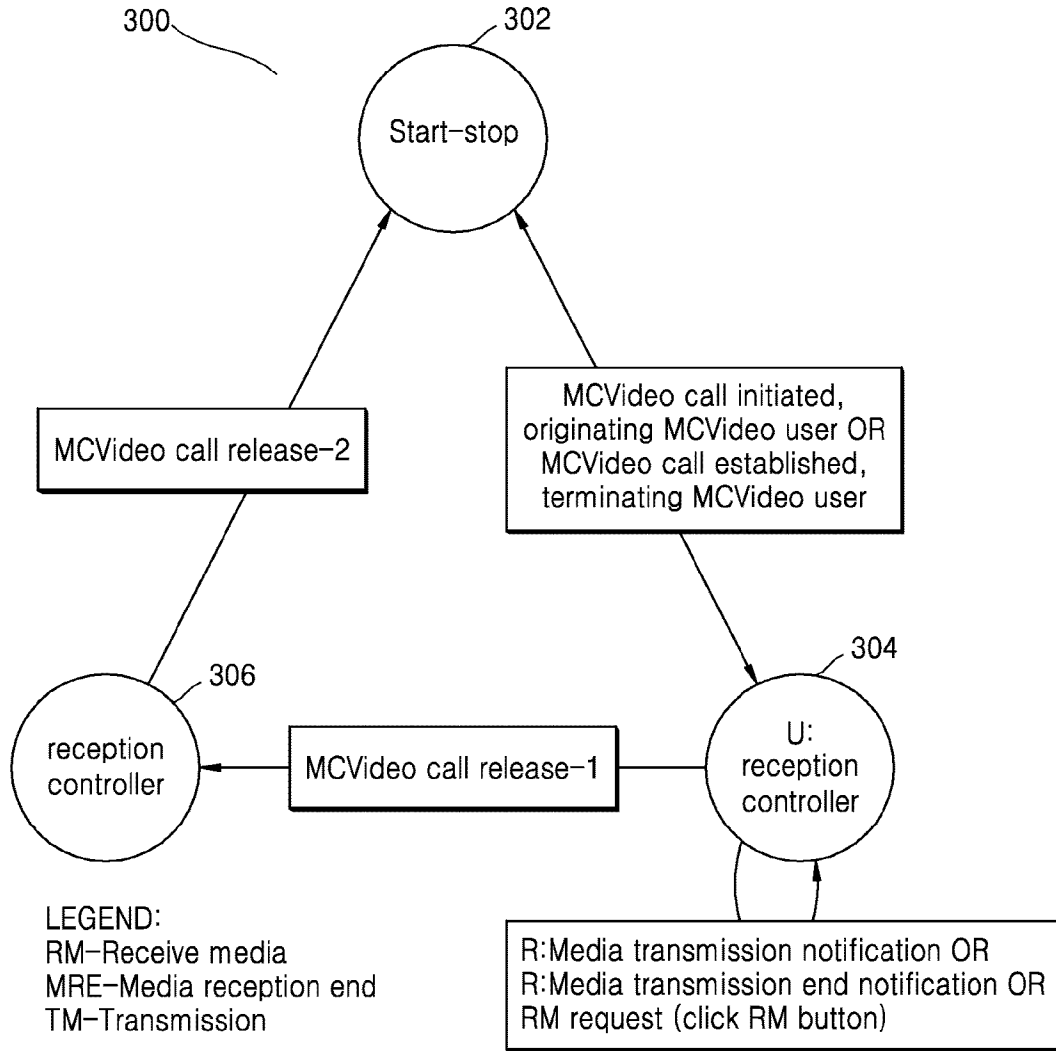 300
302
Start-stop
MCVideo call initiated,
originating MCVideo user OR
MCVideo call established,
terminating MCVideo user
MCVideo call release-2
304
306
U:
reception
controller
reception
controller
MCVideo call release-1
LEGEND:
RM-Receive media
MRE-Media reception end
TM-Transmission
R:Media transmission notification OR
R:Media transmission end notification OR
RM request (click RM button)